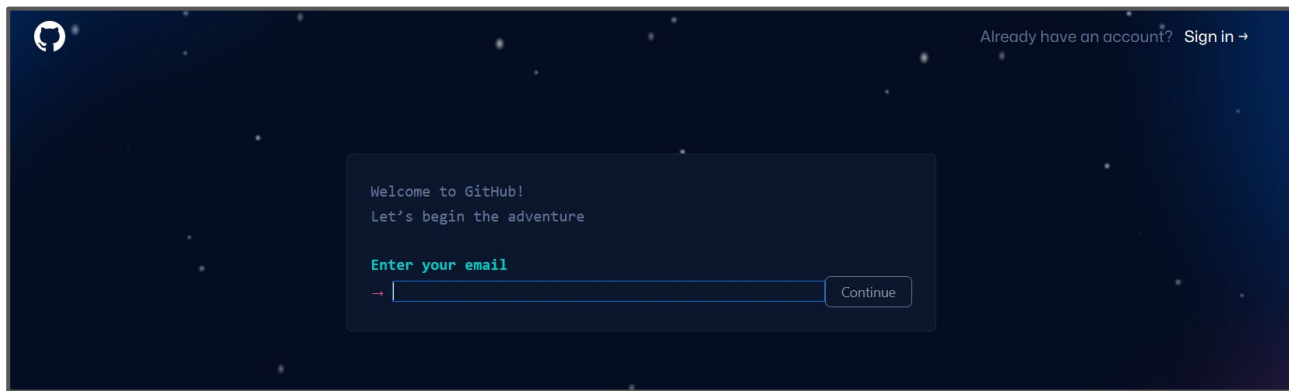 Already have an account? Sign in →
Welcome to GitHub!
Let’s begin the adventure
Enter your email
→ Continue